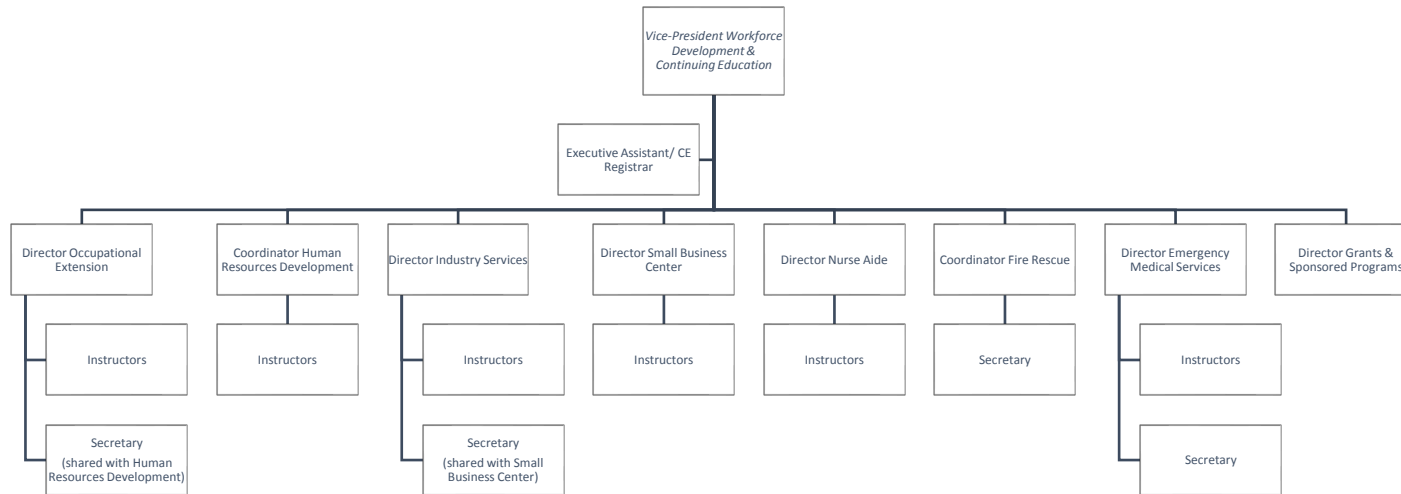 Vice-President Workforce
Development &
Continuing Education
Executive Assistant/ CE
Registrar
Director Occupational
Extension
Coordinator Human
Resources Development
Director Industry Services
Director Small Business
Center
Director Nurse Aide
Coordinator Fire Rescue
Director Emergency
Medical Services
Director Grants &
Sponsored Programs
Instructors
Instructors
Instructors
Instructors
Instructors
Secretary
Instructors
Secretary
(shared with Human
Resources Development)
Secretary
(shared with Small
Business Center)
Secretary